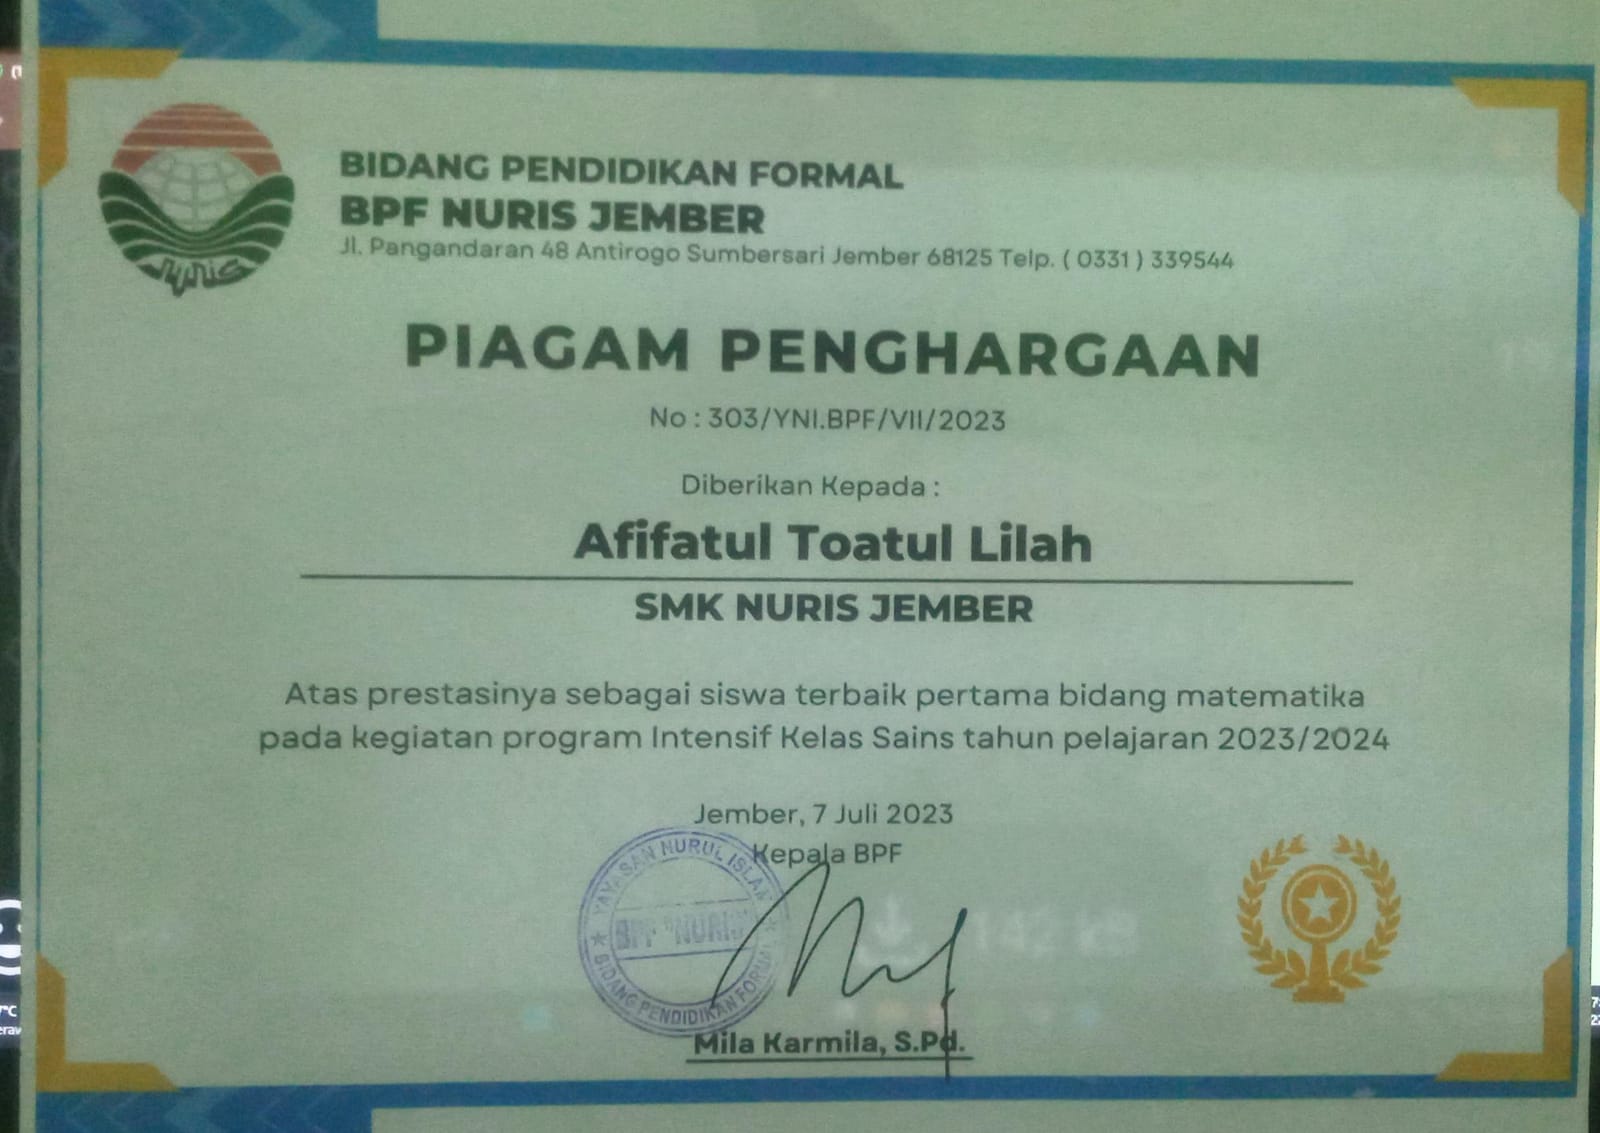 nuris
BIDANG PENDIDIKAN FORMAL
BPF NURIS JEMBER
Jl. Pangandaran 48 Antirogo Sumbersari Jember 68125 Telp. ( 0331 ) 339544
PIAGAM PENGHARGAAN
No : 303/YNI.BPF/VII/2023
Diberikan Kepada :
Afifatul Toatul Lilah
SMK NURIS JEMBER
Atas prestasinya sebagai siswa terbaik pertama bidang matematika
pada kegiatan program Intensif Kelas Sains tahun pelajaran 2023/2024
Jember, 7 Juli 2023
Kepala BPF
YAYASAN NURUL ISLAM
BPF "NURIS"
BIDANG PENDIDIKAN FORMAL
Mila Karmila, S.Pd.